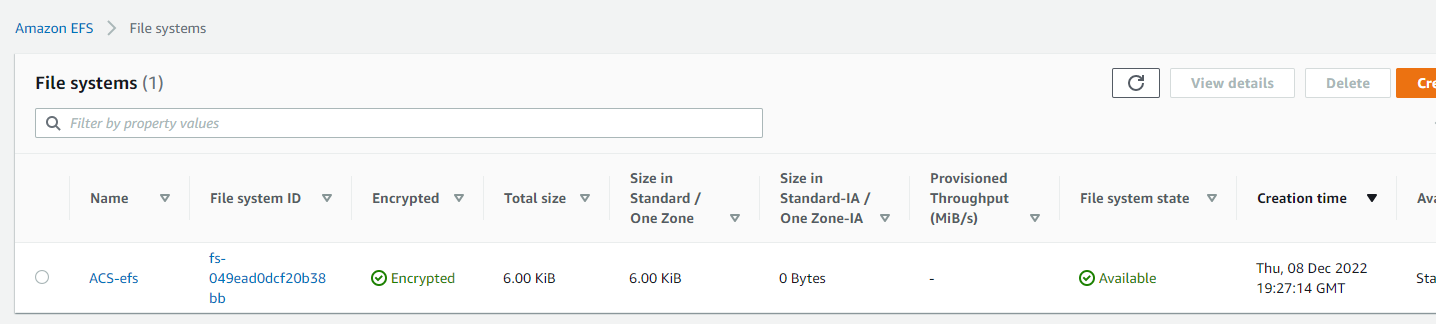 Amazon EFS > File systems
File systems (1)
View details
Delete
Cre
Filter by property values
Name
File system ID
Encrypted
Total size
Size in
Standard /
One Zone
Size in
Standard-IA /
One Zone-IA
Provisioned
Throughput
(MiB/s)
File system state
Creation time
Ava
ACS-efs
fs-
049ead0dcf20b38
bb
Encrypted
6.00 KiB
6.00 KiB
0 Bytes
-
Available
Thu, 08 Dec 2022
19:27:14 GMT
Sta